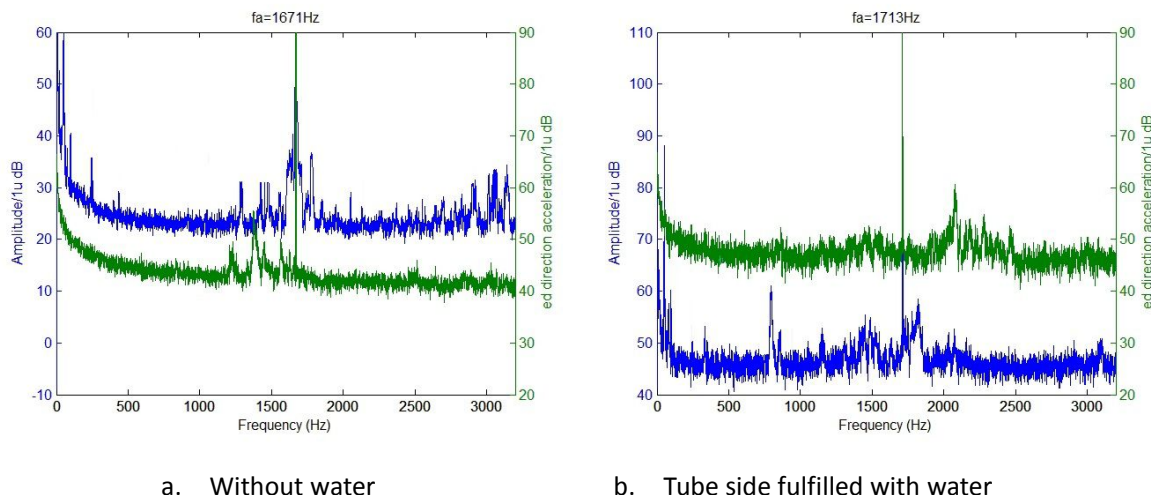 fa=1671Hz
60
50
40
30
20
10
0
-10
Amplitude/1u dB
90
80
70
60
50
40
30
20
ed direction acceleration/1u dB
0 500 1000 1500 2000 2500 3000
Frequency (Hz)
a. Without water
fa=1713Hz
110
100
90
80
70
60
50
40
Amplitude/1u dB
90
80
70
60
50
40
30
20
ed direction acceleration/1u dB
0 500 1000 1500 2000 2500 3000
Frequency (Hz)
b. Tube side fulfilled with water